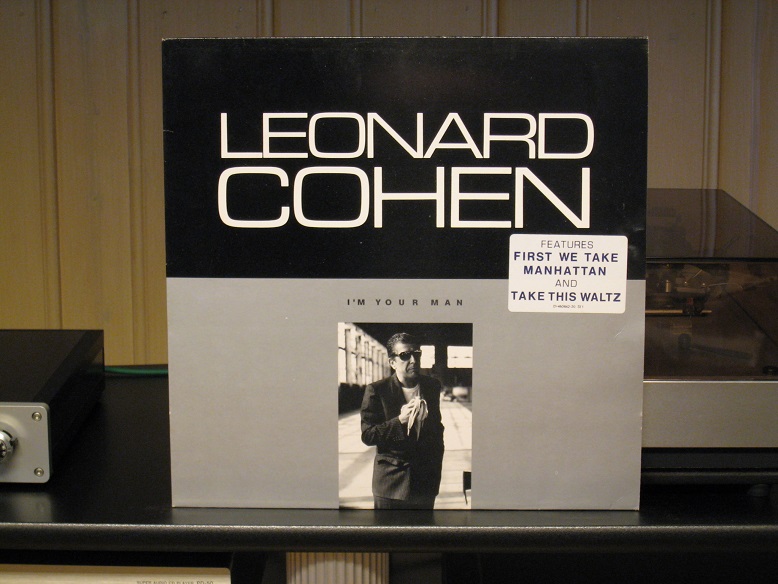 LEONARD
COHEN
FEATURES
FIRST WE TAKE
MANHATTAN
AND
TAKE THIS WALTZ
I'M YOUR MAN